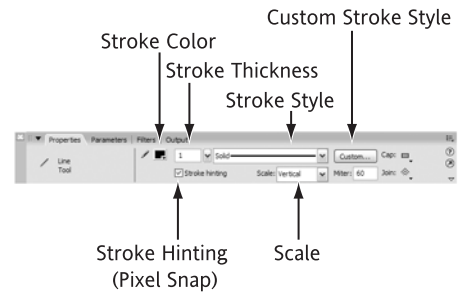 Custom Stroke Style
Stroke Color
Stroke Thickness
Stroke Style
Properties Parameters Filters Output
Line
Tool
1
Solid
Custom...
Cap:
Stroke hinting
Scale: Vertical
Miter: 60
Join:
Stroke Hinting
(Pixel Snap)
Scale